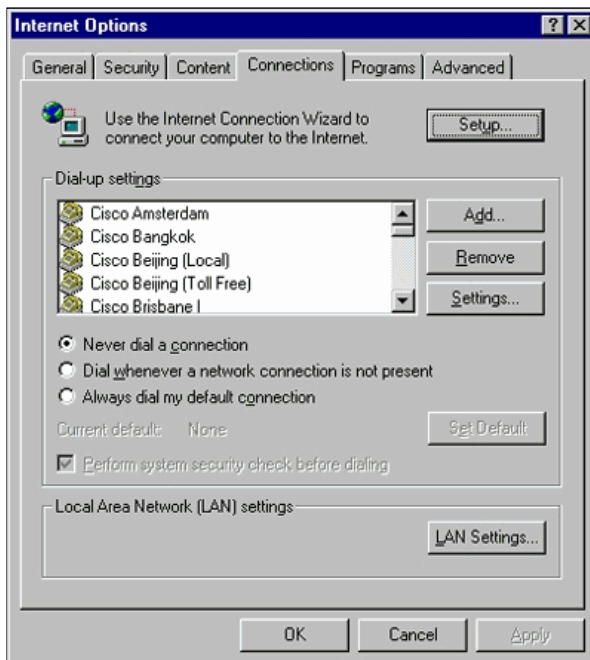 Internet Options
General Security Content Connections Programs Advanced
Use the Internet Connection Wizard to
connect your computer to the Internet.
Setup...
Dial-up settings
Cisco Amsterdam
Cisco Bangkok
Cisco Beijing (Local)
Cisco Beijing (Toll Free)
Cisco Brisbane I
Add...
Remove
Settings...
Never dial a connection
Dial whenever a network connection is not present
Always dial my default connection
Current default: None
Set Default
Perform system security check before dialing
Local Area Network (LAN) settings
LAN Settings...
OK Cancel Apply